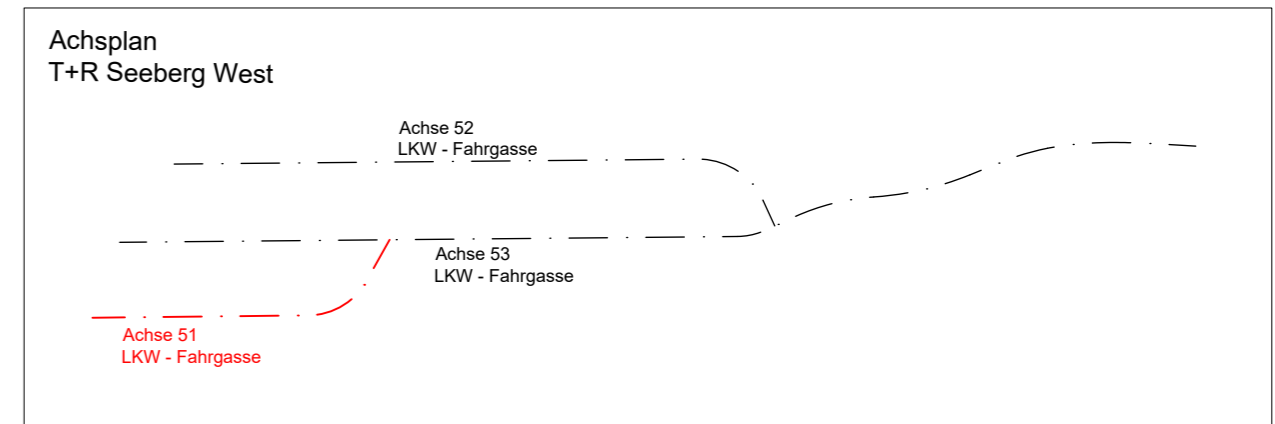 Achsplan
T+R Seeberg West
Achse 52
LKW - Fahrgasse
Achse 53
LKW - Fahrgasse
Achse 51
LKW - Fahrgasse